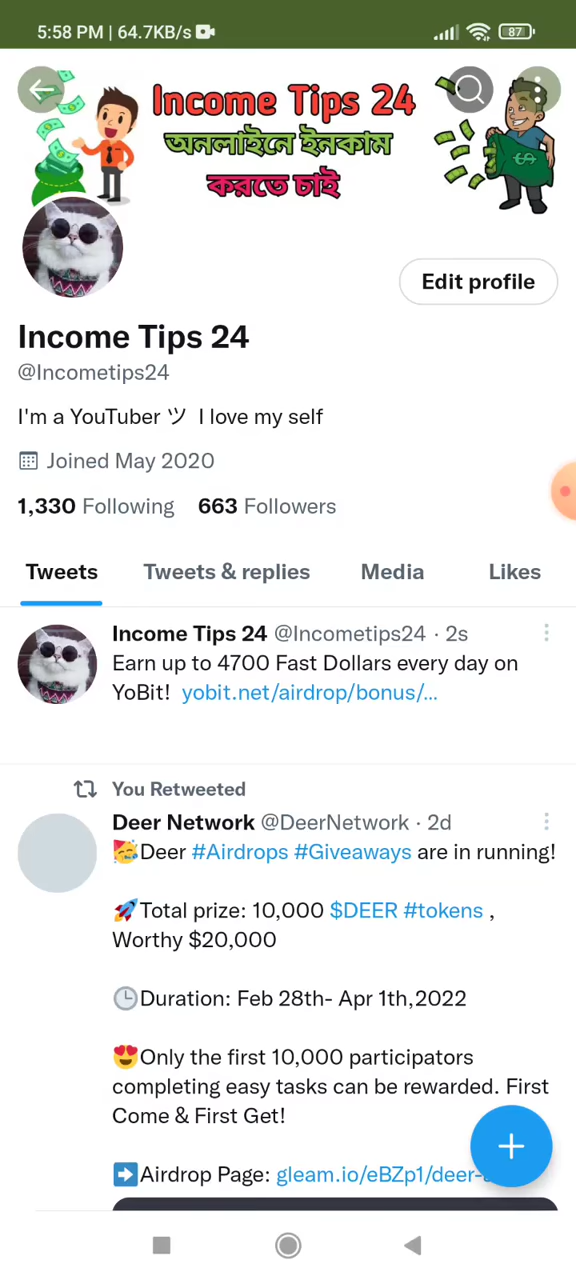 5:58 PM | 64.7KB/s
87
Income Tips 24
অনলাইনে ইনকাম
করতে চাই
Edit profile
Income Tips 24
@Incometips24
I'm a YouTuber ツ I love my self
Joined May 2020
1,330 Following 663 Followers
Tweets Tweets & replies Media Likes
Income Tips 24 @Incometips24 · 2s
Earn up to 4700 Fast Dollars every day on
YoBit! yobit.net/airdrop/bonus/...
You Retweeted
Deer Network @DeerNetwork · 2d
🥳Deer #Airdrops #Giveaways are in running!
🚀Total prize: 10,000 $DEER #tokens ,
Worthy $20,000
🕒Duration: Feb 28th- Apr 1th,2022
😍Only the first 10,000 participators
completing easy tasks can be rewarded. First
Come & First Get!
➡️Airdrop Page: gleam.io/eBZp1/deer-